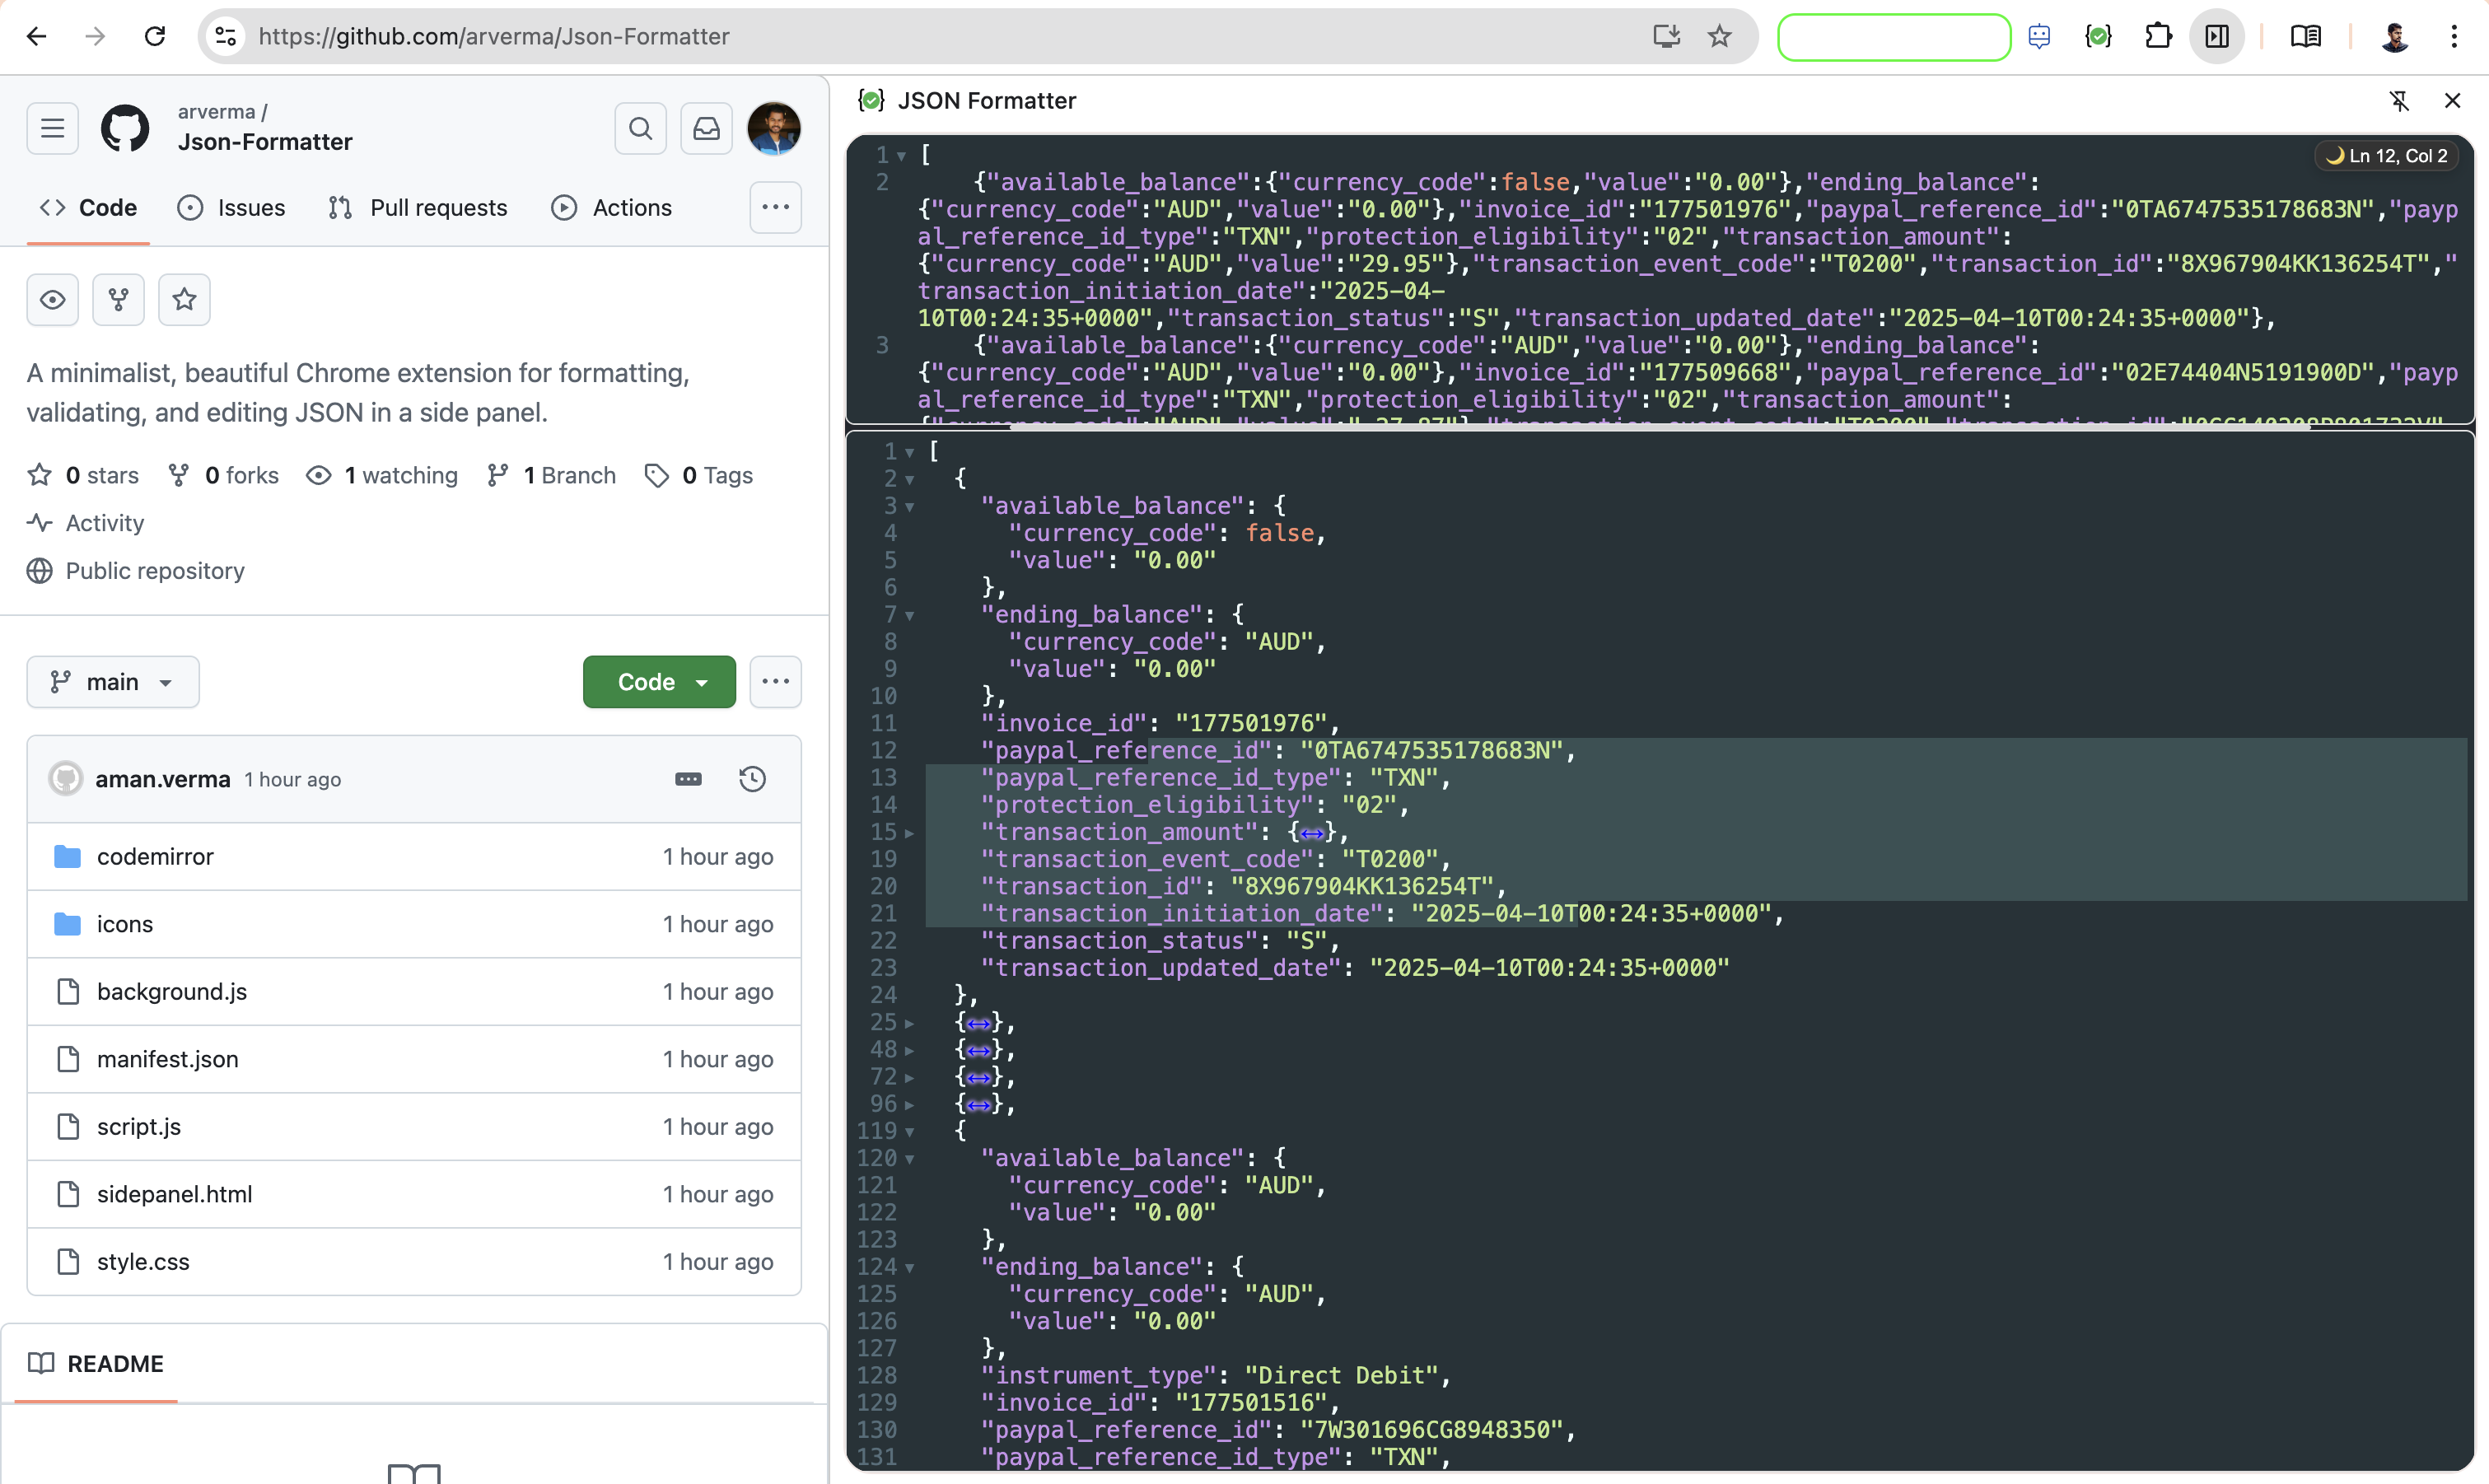 https://github.com/arverma/Json-Formatter
arverma /
Json-Formatter
Code
Issues
Pull requests
Actions
A minimalist, beautiful Chrome extension for formatting,
validating, and editing JSON in a side panel.
0 stars
0 forks
1 watching
1 Branch
0 Tags
Activity
Public repository
main
Code
aman.verma 1 hour ago
codemirror 1 hour ago
icons 1 hour ago
background.js 1 hour ago
manifest.json 1 hour ago
script.js 1 hour ago
sidepanel.html 1 hour ago
style.css 1 hour ago
README
JSON Formatter
Ln 12, Col 2
1 [
2 {"available_balance":{"currency_code":false,"value":"0.00"},"ending_balance":
{"currency_code":"AUD","value":"0.00"},"invoice_id":"177501976","paypal_reference_id":"0TA6747535178683N","payp
al_reference_id_type":"TXN","protection_eligibility":"02","transaction_amount":
{"currency_code":"AUD","value":"29.95"},"transaction_event_code":"T0200","transaction_id":"8X967904KK136254T","
transaction_initiation_date":"2025-04-
10T00:24:35+0000","transaction_status":"S","transaction_updated_date":"2025-04-10T00:24:35+0000"},
3 {"available_balance":{"currency_code":"AUD","value":"0.00"},"ending_balance":
{"currency_code":"AUD","value":"0.00"},"invoice_id":"177509668","paypal_reference_id":"02E74404N5191900D","payp
al_reference_id_type":"TXN","protection_eligibility":"02","transaction_amount":
1 [
2 {
3 "available_balance": {
4 "currency_code": false,
5 "value": "0.00"
6 },
7 "ending_balance": {
8 "currency_code": "AUD",
9 "value": "0.00"
10 },
11 "invoice_id": "177501976",
12 "paypal_reference_id": "0TA6747535178683N",
13 "paypal_reference_id_type": "TXN",
14 "protection_eligibility": "02",
15 "transaction_amount": {↔},
19 "transaction_event_code": "T0200",
20 "transaction_id": "8X967904KK136254T",
21 "transaction_initiation_date": "2025-04-10T00:24:35+0000",
22 "transaction_status": "S",
23 "transaction_updated_date": "2025-04-10T00:24:35+0000"
24 },
25 {↔},
48 {↔},
72 {↔},
96 {↔},
119 {
120 "available_balance": {
121 "currency_code": "AUD",
122 "value": "0.00"
123 },
124 "ending_balance": {
125 "currency_code": "AUD",
126 "value": "0.00"
127 },
128 "instrument_type": "Direct Debit",
129 "invoice_id": "177501516",
130 "paypal_reference_id": "7W301696CG8948350",
131 "paypal_reference_id_type": "TXN",